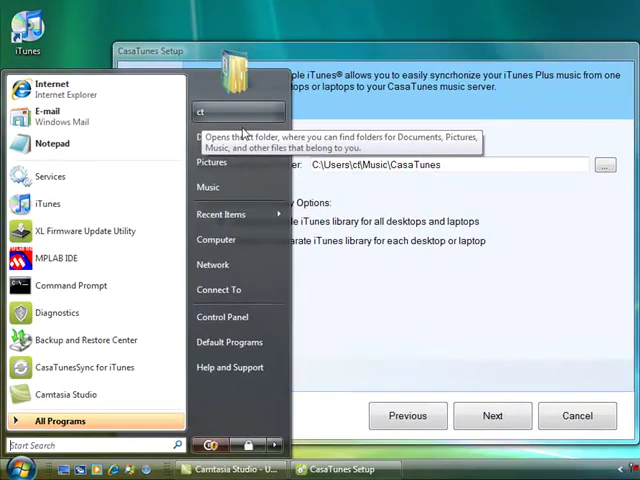 iTunes
CasaTunes Setup
ple iTunes® allows you to easily syncrhonize your iTunes Plus music from one
tops or laptops to your CasaTunes music server.
Internet
Internet Explorer
E-mail
Windows Mail
Notepad
Services
iTunes
XL Firmware Update Utility
MPLAB IDE
Command Prompt
Diagnostics
Backup and Restore Center
CasaTunesSync for iTunes
Camtasia Studio
All Programs
Start Search
ct
D
Opens the ct folder, where you can find folders for Documents, Pictures,
Music, and other files that belong to you.
Pictures
Music
Recent Items
Computer
Network
Connect To
Control Panel
Default Programs
Help and Support
er:
C:\Users\ct\Music\CasaTunes
...
y Options:
le iTunes library for all desktops and laptops
arate iTunes library for each desktop or laptop
Previous
Next
Cancel
Camtasia Studio - U...
CasaTunes Setup